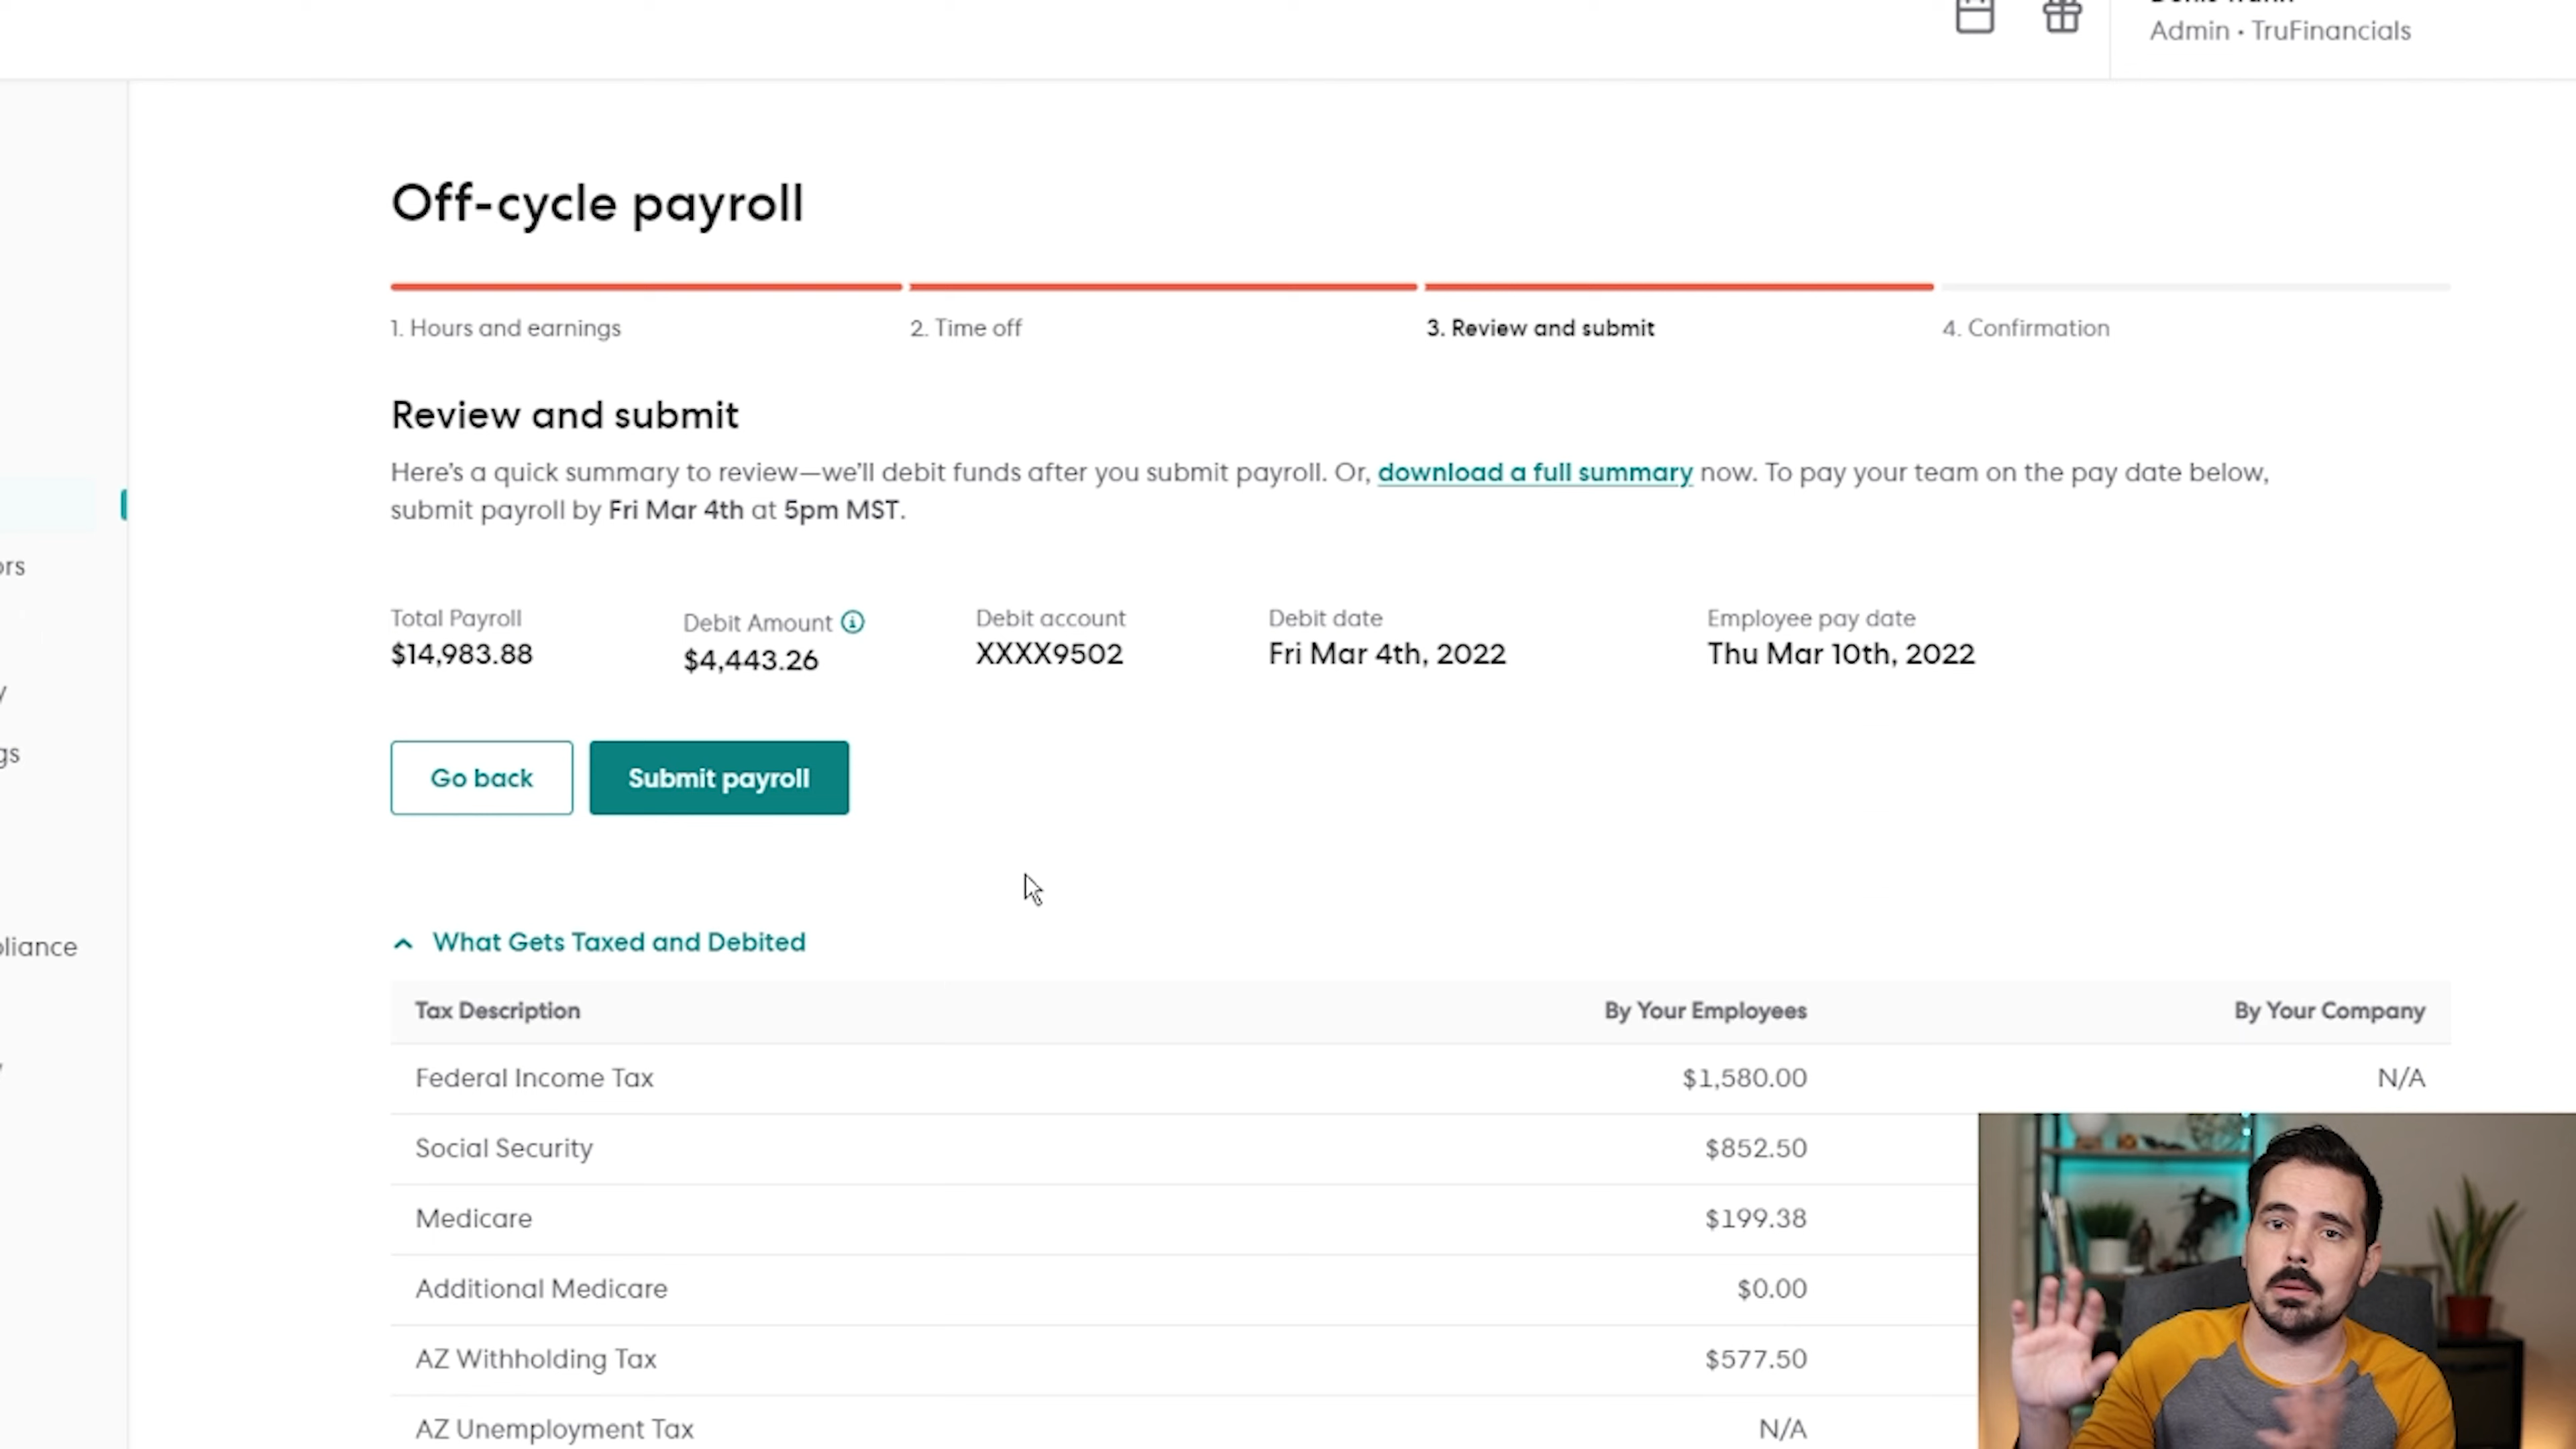 Admin • TruFinancials
Off-cycle payroll
1. Hours and earnings
2. Time off
3. Review and submit
4. Confirmation
Review and submit
Here's a quick summary to review—we'll debit funds after you submit payroll. Or, download a full summary now. To pay your team on the pay date below,
submit payroll by Fri Mar 4th at 5pm MST.
Total Payroll
$14,983.88
Debit Amount
$4,443.26
Debit account
XXXX9502
Debit date
Fri Mar 4th, 2022
Employee pay date
Thu Mar 10th, 2022
Go back
Submit payroll
What Gets Taxed and Debited
Tax Description By Your Employees By Your Company
Federal Income Tax $1,580.00 N/A
Social Security $852.50
Medicare $199.38
Additional Medicare $0.00
AZ Withholding Tax $577.50
AZ Unemployment Tax N/A